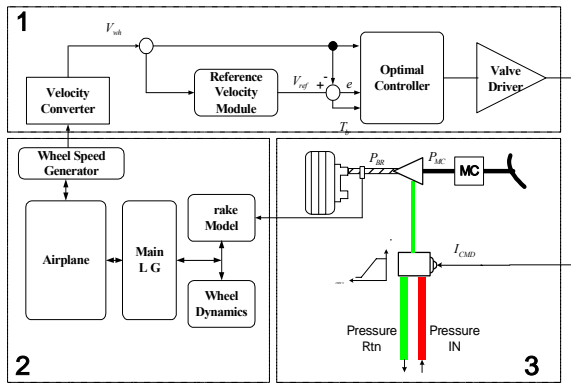 1
V_wh
Velocity
Converter
Reference
Velocity
Module
V_ref
+
-
e
T_b
Optimal
Controller
Valve
Driver
Wheel Speed
Generator
Airplane
Main
L G
rake
Model
Wheel
Dynamics
2
P_BR
P_MC
MC
I_CMD
Pressure
Rtn
Pressure
IN
3